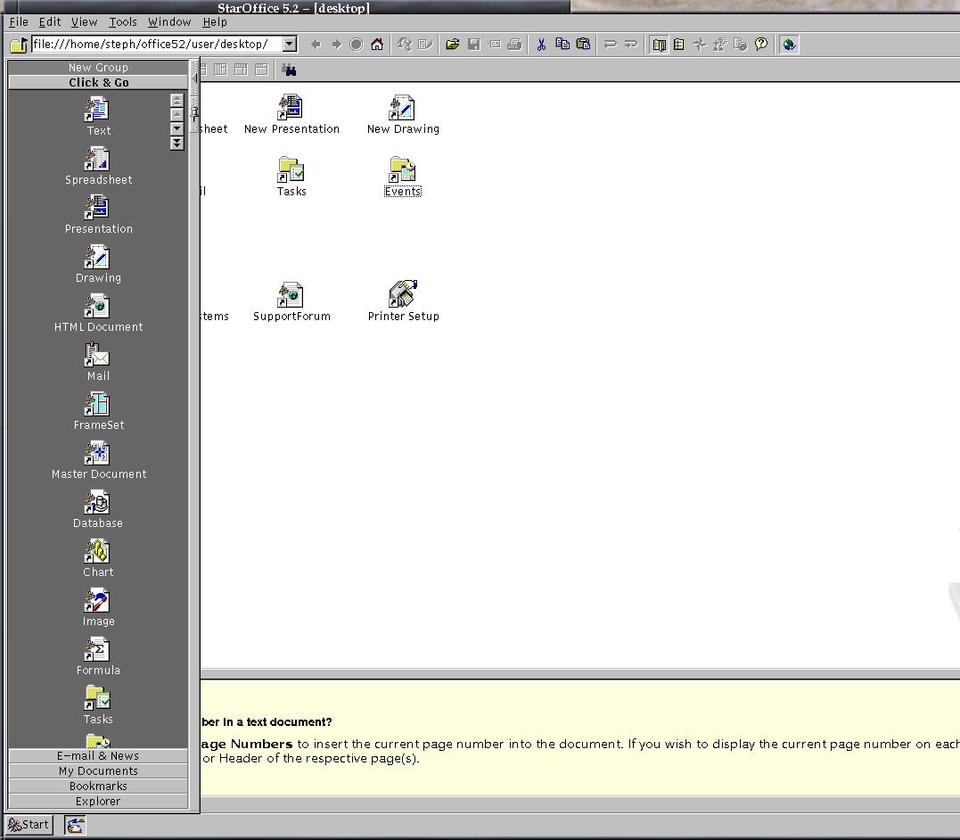 StarOffice 5.2 – [desktop]
File Edit View Tools Window Help
file:///home/steph/office52/user/desktop/
New Group
Click & Go
Text
Spreadsheet
Presentation
Drawing
HTML Document
Mail
FrameSet
Master Document
Database
Chart
Image
Formula
Tasks
E-mail & News
My Documents
Bookmarks
Explorer
sheet New Presentation New Drawing
il Tasks Events
stems SupportForum Printer Setup
ber in a text document?
age Numbers to insert the current page number into the document. If you wish to display the current page number on each
or Header of the respective page(s).
Start